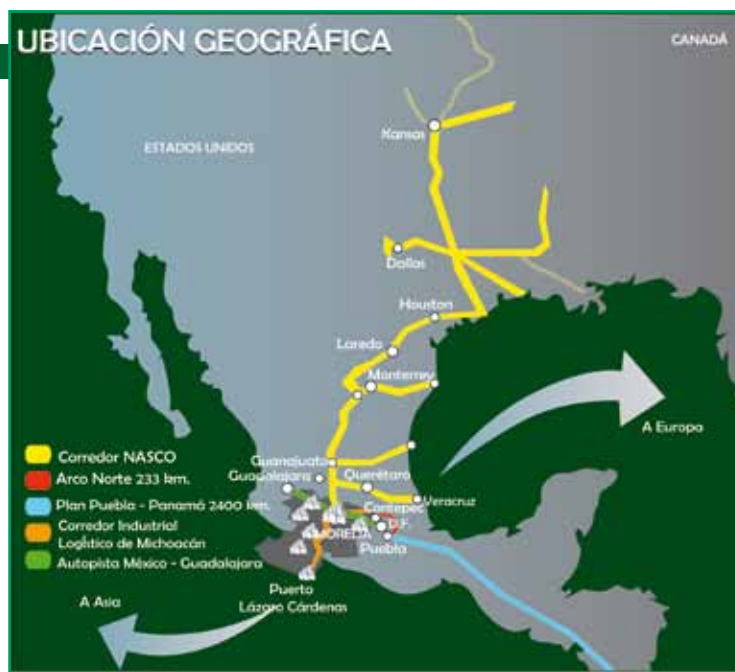 UBICACIÓN GEOGRÁFICA
CANADÁ
ESTADOS UNIDOS
Kansas
Dallas
Houston
Laredo
Monterrey
A Europa
Corredor NASCO
Arco Norte 233 km.
Plan Puebla - Panamá 2400 km.
Corredor Industrial
Logístico de Michoacán
Autopista México - Guadalajara
Guanajuato
Guadalajara
Querétaro
Veracruz
Contepec
D.F.
MORELIA
Puebla
Puerto
Lázaro Cárdenas
A Asia